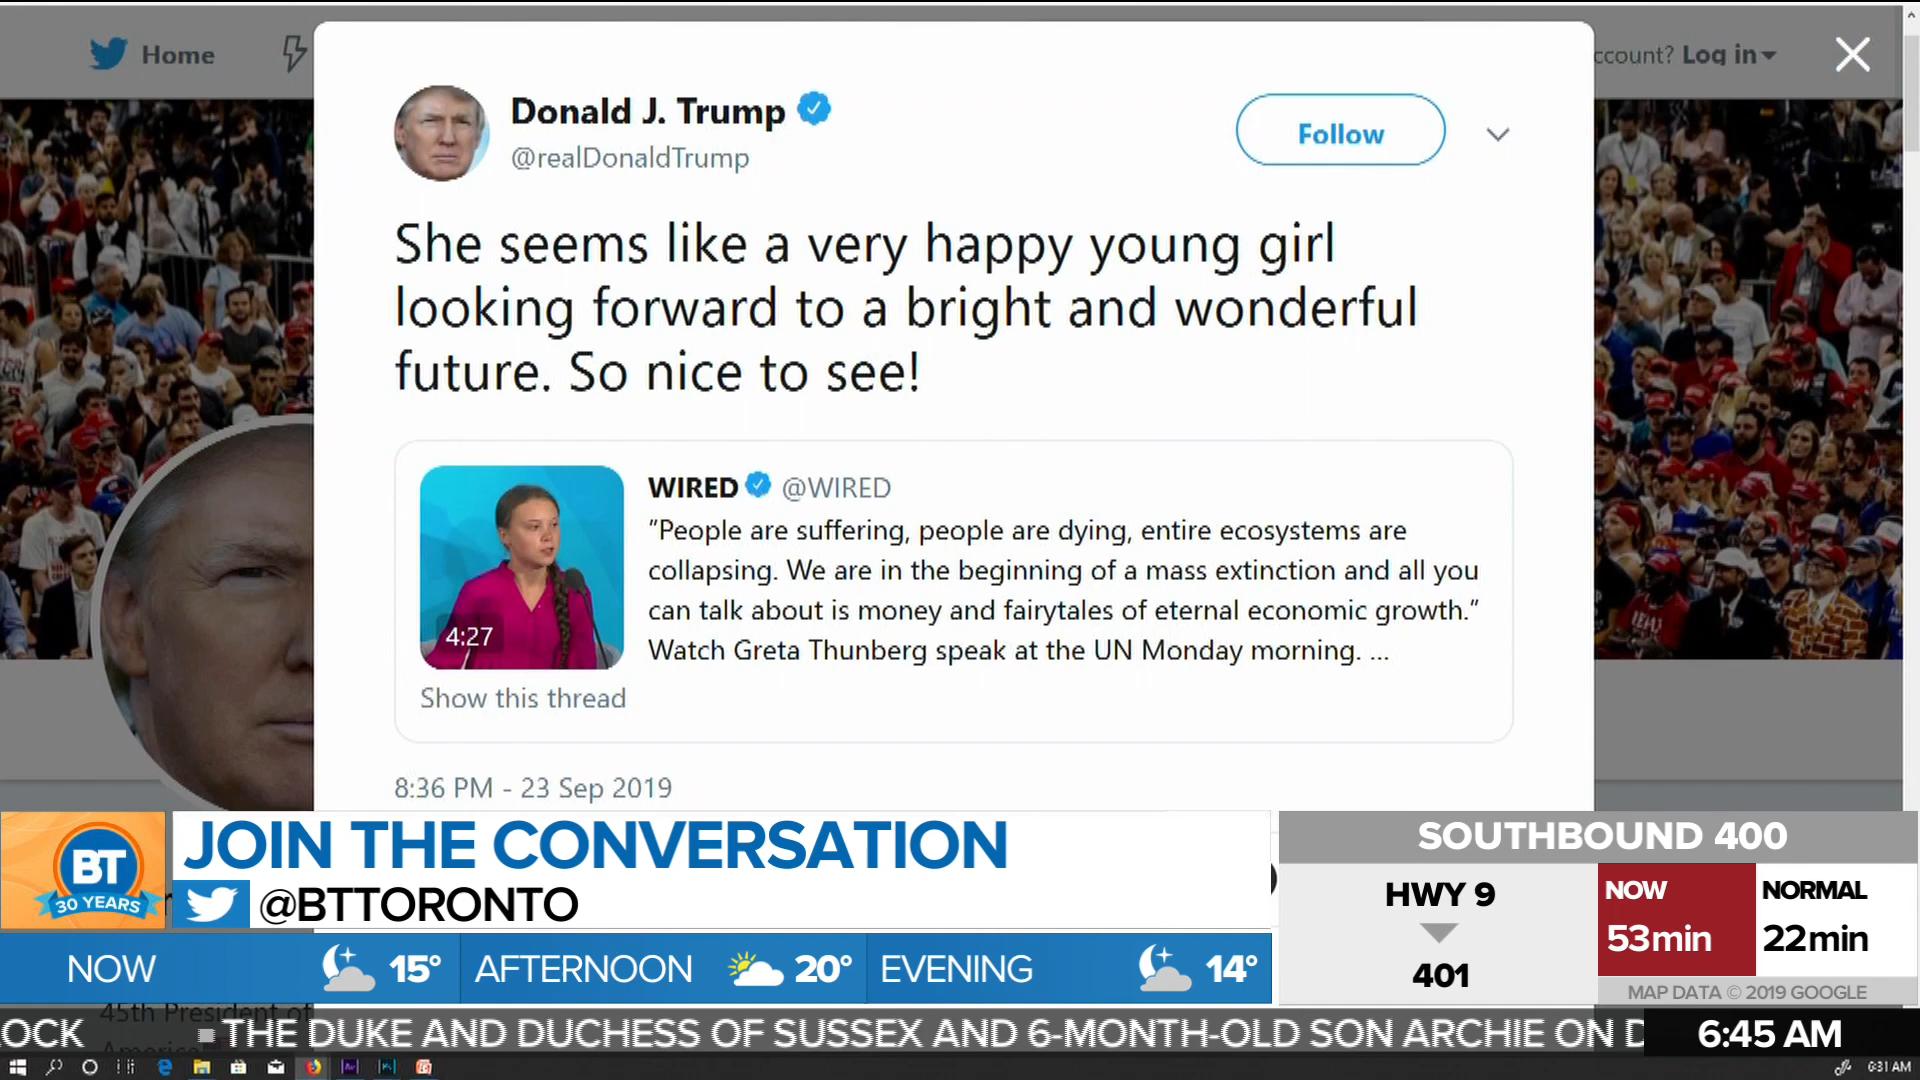 Home
ccount? Log in
Donald J. Trump
@realDonaldTrump
Follow
She seems like a very happy young girl
looking forward to a bright and wonderful
future. So nice to see!
WIRED @WIRED
"People are suffering, people are dying, entire ecosystems are
collapsing. We are in the beginning of a mass extinction and all you
can talk about is money and fairytales of eternal economic growth."
Watch Greta Thunberg speak at the UN Monday morning. ...
4:27
Show this thread
8:36 PM - 23 Sep 2019
BT
30 YEARS
JOIN THE CONVERSATION
@BTTORONTO
SOUTHBOUND 400
HWY 9
401
NOW
53min
NORMAL
22min
MAP DATA © 2019 GOOGLE
NOW 15° AFTERNOON 20° EVENING 14°
45th President of
America
OCK THE DUKE AND DUCHESS OF SUSSEX AND 6-MONTH-OLD SON ARCHIE ON D
6:45 AM
6:31 AM